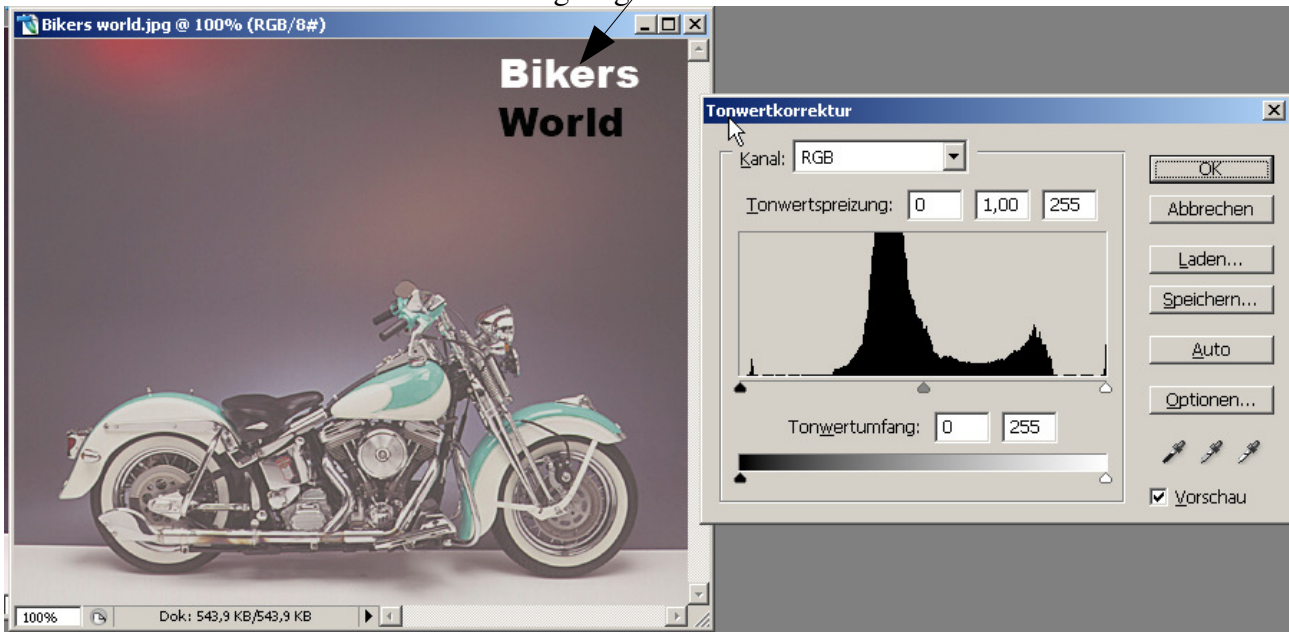 Bikers world.jpg @ 100% (RGB/8#)
Bikers
World
100%
Dok: 543,9 KB/543,9 KB
Tonwertkorrektur
Kanal: RGB
Tonwertspreizung: 0 1,00 255
Tonwertumfang: 0 255
OK
Abbrechen
Laden...
Speichern...
Auto
Optionen...
Vorschau